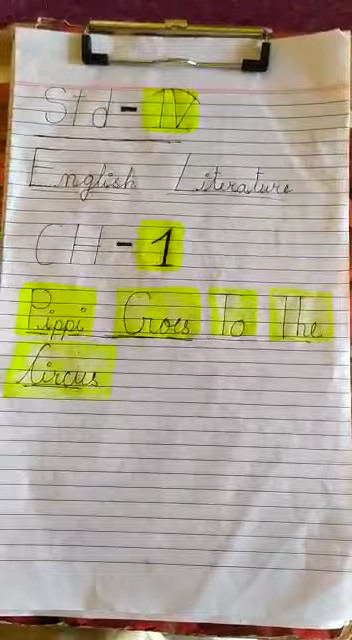 Std - IV
English Literature
CH - 1
Pippi Goes To The
Circus